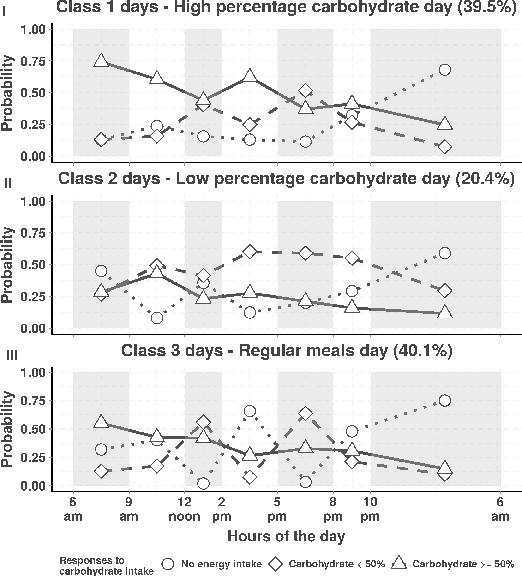 I
Class 1 days - High percentage carbohydrate day (39.5%)
1.00
0.75
0.50
0.25
0.00
Probability
II
Class 2 days - Low percentage carbohydrate day (20.4%)
1.00
0.75
0.50
0.25
0.00
Probability
III
Class 3 days - Regular meals day (40.1%)
1.00
0.75
0.50
0.25
0.00
Probability
6 am
9 am
12 noon
2 pm
5 pm
8 pm
10 pm
6 am
Hours of the day
Responses to
carbohydrate intake
No energy intake
Carbohydrate < 50%
Carbohydrate >= 50%